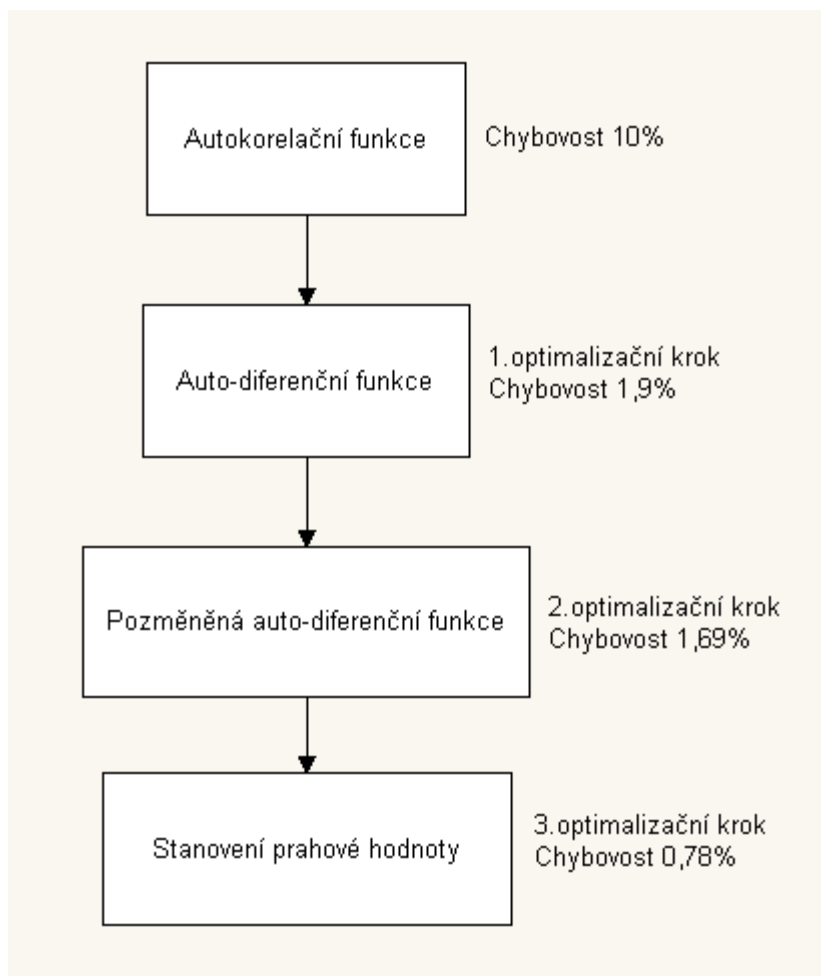 Autokorelační funkce
Chybovost 10%
Auto-diferenční funkce
1.optimalizační krok
Chybovost 1,9%
Pozměněná auto-diferenční funkce
2.optimalizační krok
Chybovost 1,69%
Stanovení prahové hodnoty
3.optimalizační krok
Chybovost 0,78%